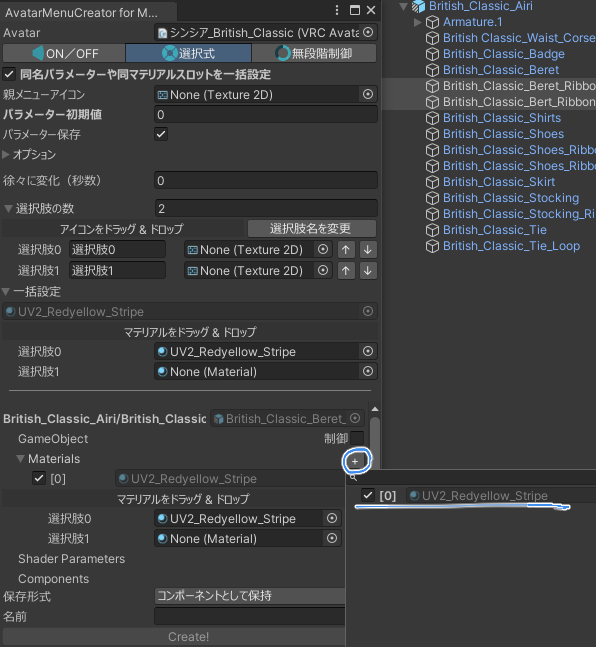 AvatarMenuCreator for M...
Avatar
シンシア_British_Classic (VRC Avata
ON／OFF
選択式
無段階制御
同名パラメーターや同マテリアルスロットを一括設定
親メニューアイコン
None (Texture 2D)
パラメーター初期値
0
パラメーター保存
オプション
徐々に変化（秒数）
0
選択肢の数
2
アイコンをドラッグ & ドロップ
選択肢名を変更
選択肢0
選択肢0
None (Texture 2D)
選択肢1
選択肢1
None (Texture 2D)
一括設定
UV2_Redyellow_Stripe
マテリアルをドラッグ & ドロップ
選択肢0
UV2_Redyellow_Stripe
選択肢1
None (Material)
British_Classic_Airi/British_Classic
British_Classic_Beret_
GameObject
制御
Materials
+
[0]
UV2_Redyellow_Stripe
マテリアルをドラッグ & ドロップ
選択肢0
UV2_Redyellow_Stripe
選択肢1
None (Material)
Shader Parameters
Components
保存形式
コンポーネントとして保持
名前
Create!
British_Classic_Airi
Armature.1
British Classic_Waist_Corse
British_Classic_Badge
British_Classic_Beret
British_Classic_Beret_Ribbo
British_Classic_Bert_Ribbon
British_Classic_Shirts
British_Classic_Shoes
British_Classic_Shoes_Ribbo
British_Classic_Shoes_Ribbo
British_Classic_Skirt
British_Classic_Stocking
British_Classic_Stocking_Ri
British_Classic_Tie
British_Classic_Tie_Loop
[0]
UV2_Redyellow_Stripe